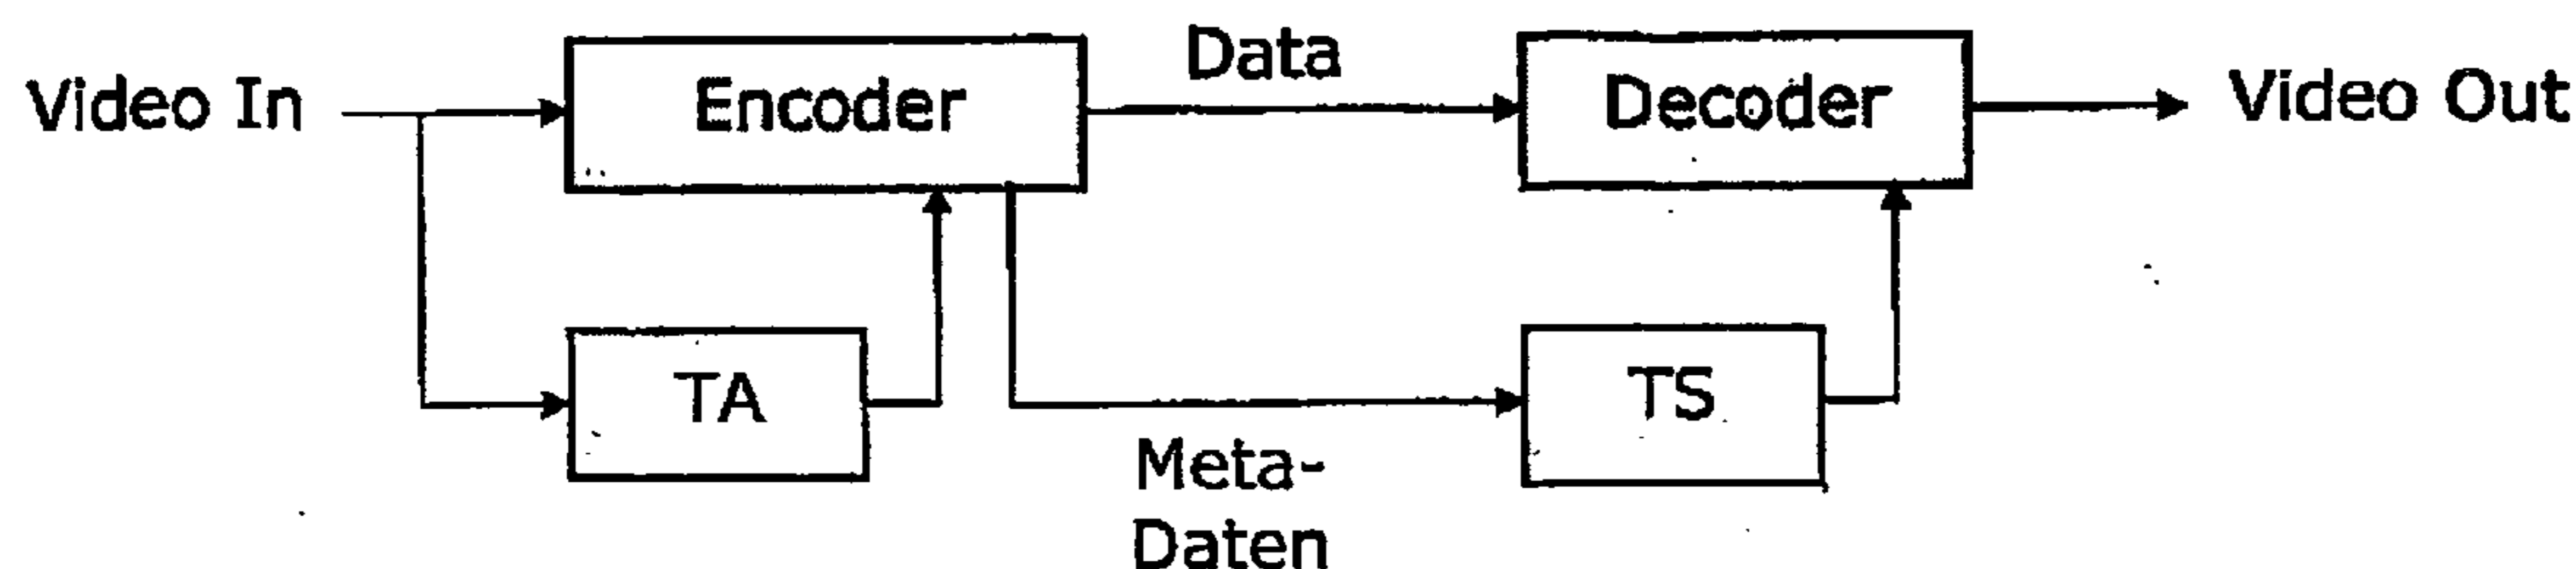 Video In
Encoder
Data
Decoder
Video Out
TA
Meta-
Daten
TS